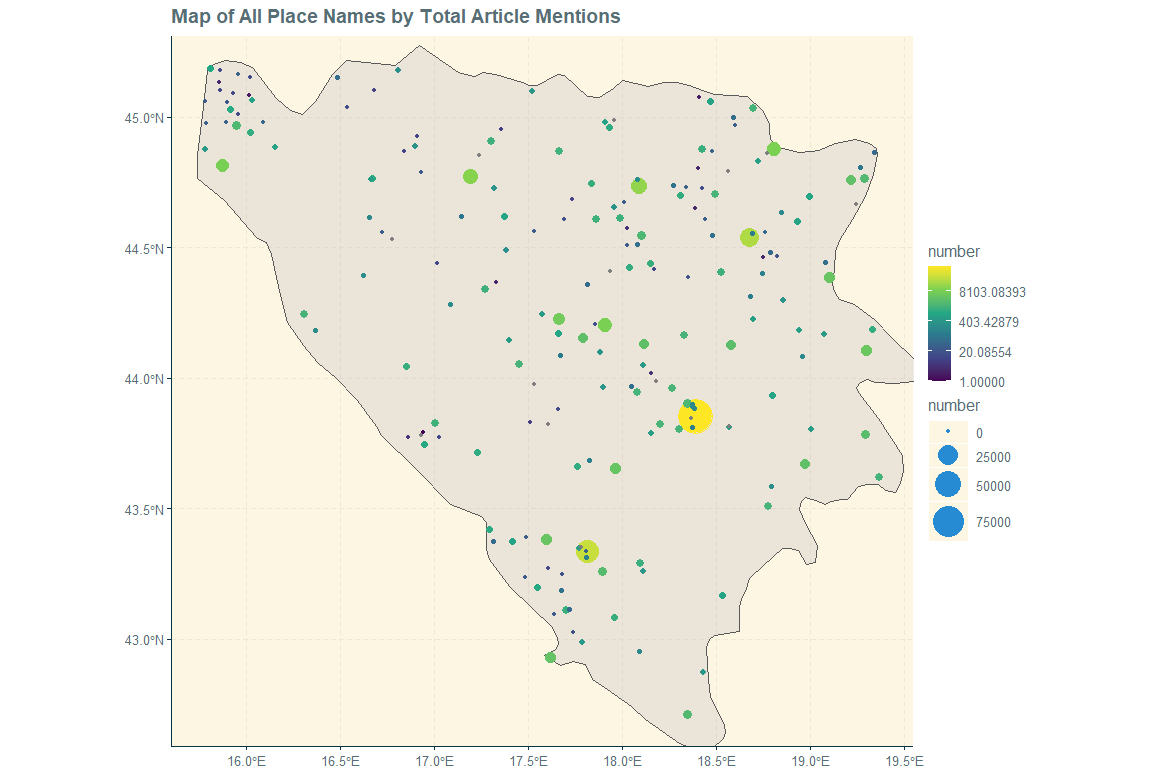 Map of All Place Names by Total Article Mentions
45.0°N
44.5°N
44.0°N
43.5°N
43.0°N
16.0°E
16.5°E
17.0°E
17.5°E
18.0°E
18.5°E
19.0°E
19.5°E
number
8103.08393
403.42879
20.08554
1.00000
number
0
25000
50000
75000